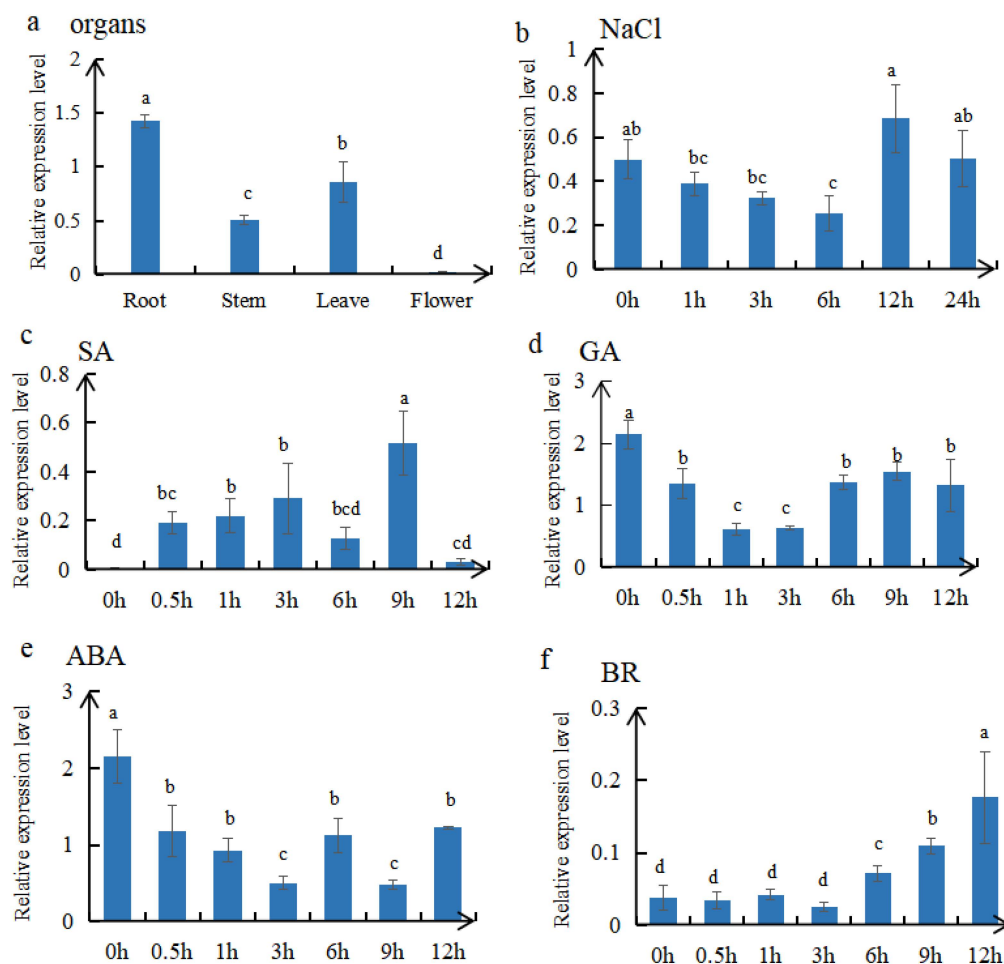 a organs
Relative expression level
2
1.5
1
0.5
0
a
c
b
d
Root Stem Leave Flower
b NaCl
Relative expression level
1
0.8
0.6
0.4
0.2
0
ab
bc
bc
c
a
ab
0h 1h 3h 6h 12h 24h
c SA
Relative expression level
0.8
0.6
0.4
0.2
0
d
bc
b
b
bcd
a
cd
0h 0.5h 1h 3h 6h 9h 12h
d GA
Relative expression level
3
2
1
0
a
b
c
c
b
b
b
0h 0.5h 1h 3h 6h 9h 12h
e ABA
Relative expression level
3
2
1
0
a
b
b
c
b
c
b
0h 0.5h 1h 3h 6h 9h 12h
f BR
Relative expression level
0.3
0.2
0.1
0
d
d
d
d
c
b
a
0h 0.5h 1h 3h 6h 9h 12h